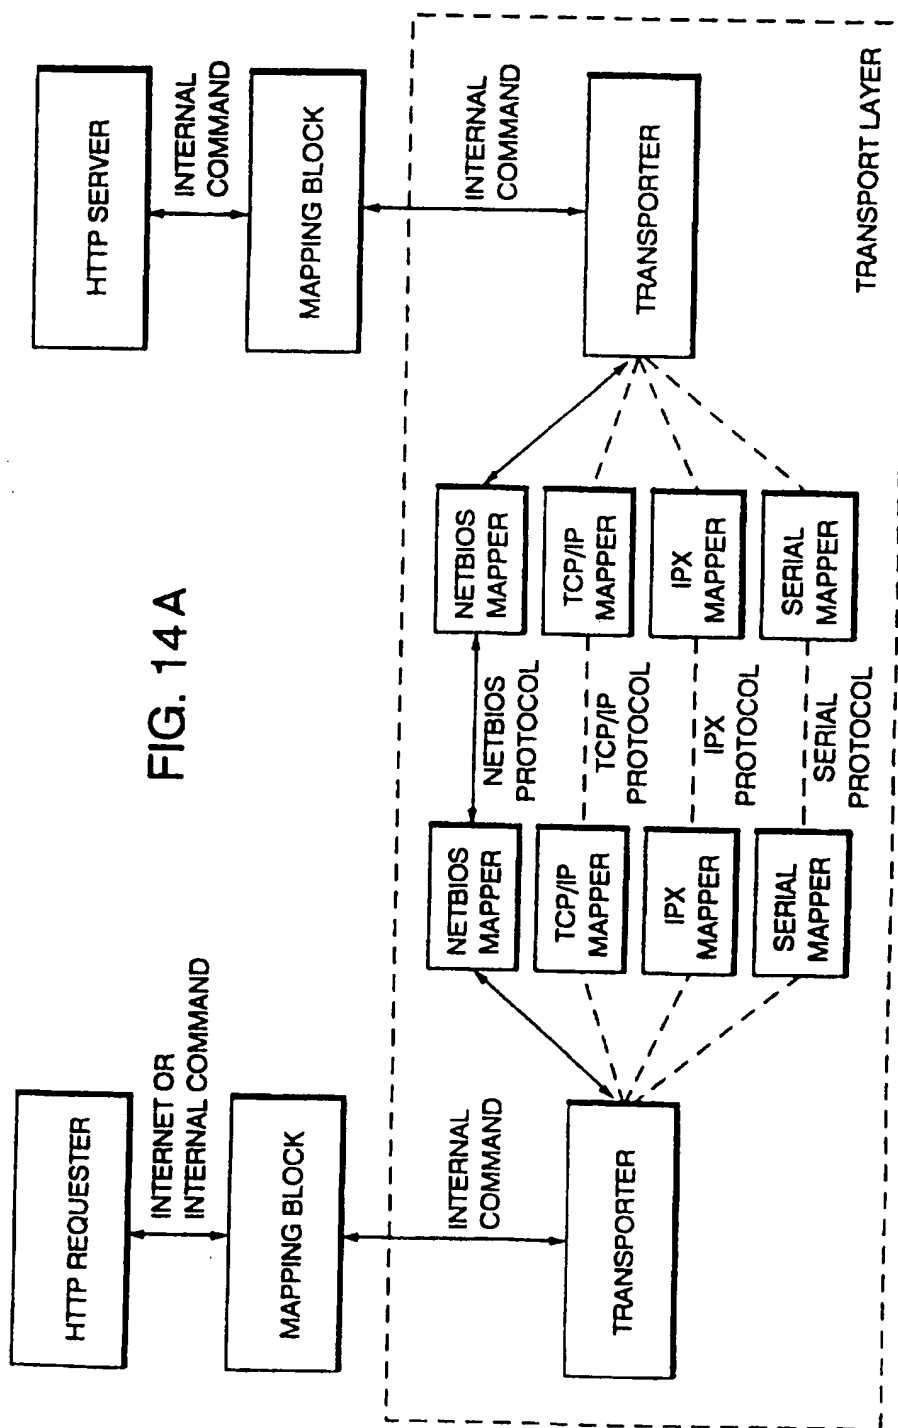 FIG. 14A
HTTP REQUESTER
INTERNET OR
INTERNAL COMMAND
MAPPING BLOCK
INTERNAL
COMMAND
TRANSPORTER
NETBIOS
MAPPER
TCP/IP
MAPPER
IPX
MAPPER
SERIAL
MAPPER
NETBIOS
PROTOCOL
TCP/IP
PROTOCOL
IPX
PROTOCOL
SERIAL
PROTOCOL
NETBIOS
MAPPER
TCP/IP
MAPPER
IPX
MAPPER
SERIAL
MAPPER
HTTP SERVER
INTERNAL
COMMAND
MAPPING BLOCK
INTERNAL
COMMAND
TRANSPORTER
TRANSPORT LAYER